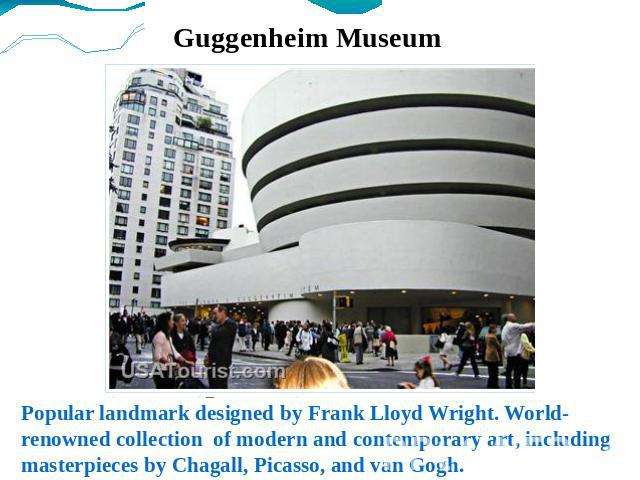 Guggenheim Museum
USATourist.com
Popular landmark designed by Frank Lloyd Wright. World-
renowned collection  of modern and contemporary art, including
masterpieces by Chagall, Picasso, and van Gogh.